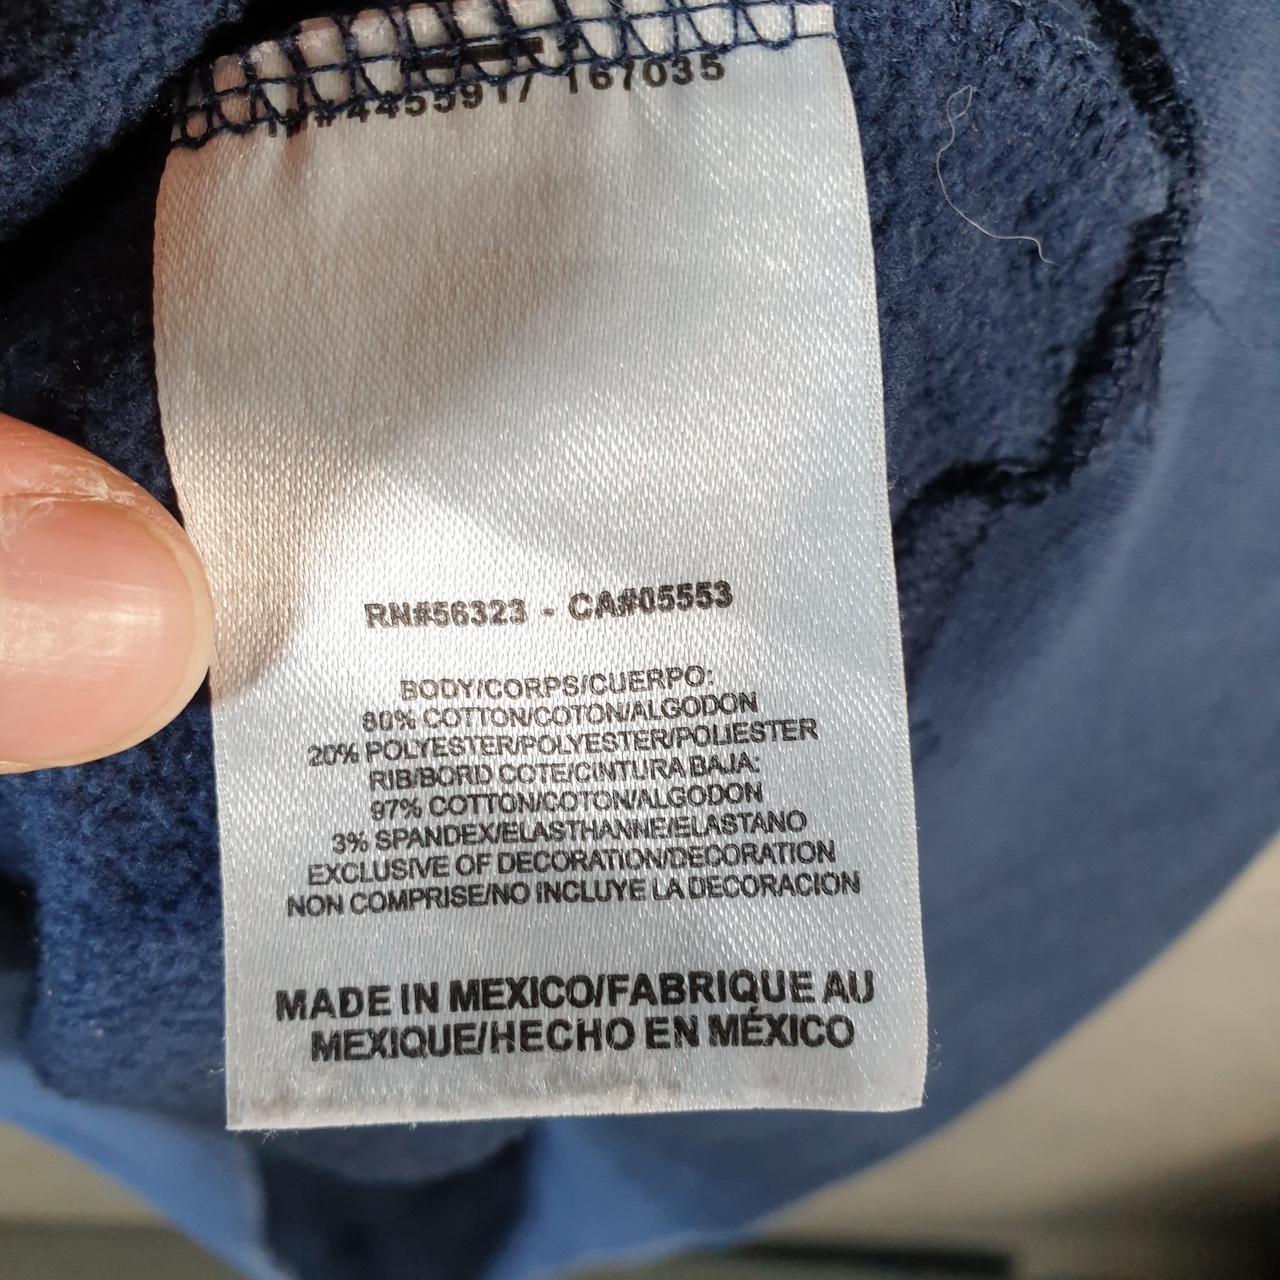 #445591/ 167035
RN#56323 - CA#05553
BODY/CORPS/CUERPO:
80% COTTON/COTON/ALGODON
20% POLYESTER/POLYESTER/POLIESTER
RIB/BORD COTE/CINTURA BAJA:
97% COTTON/COTON/ALGODON
3% SPANDEX/ELASTHANNE/ELASTANO
EXCLUSIVE OF DECORATION/DECORATION
NON COMPRISE/NO INCLUYE LA DECORACION
MADE IN MEXICO/FABRIQUE AU
MEXIQUE/HECHO EN MÉXICO